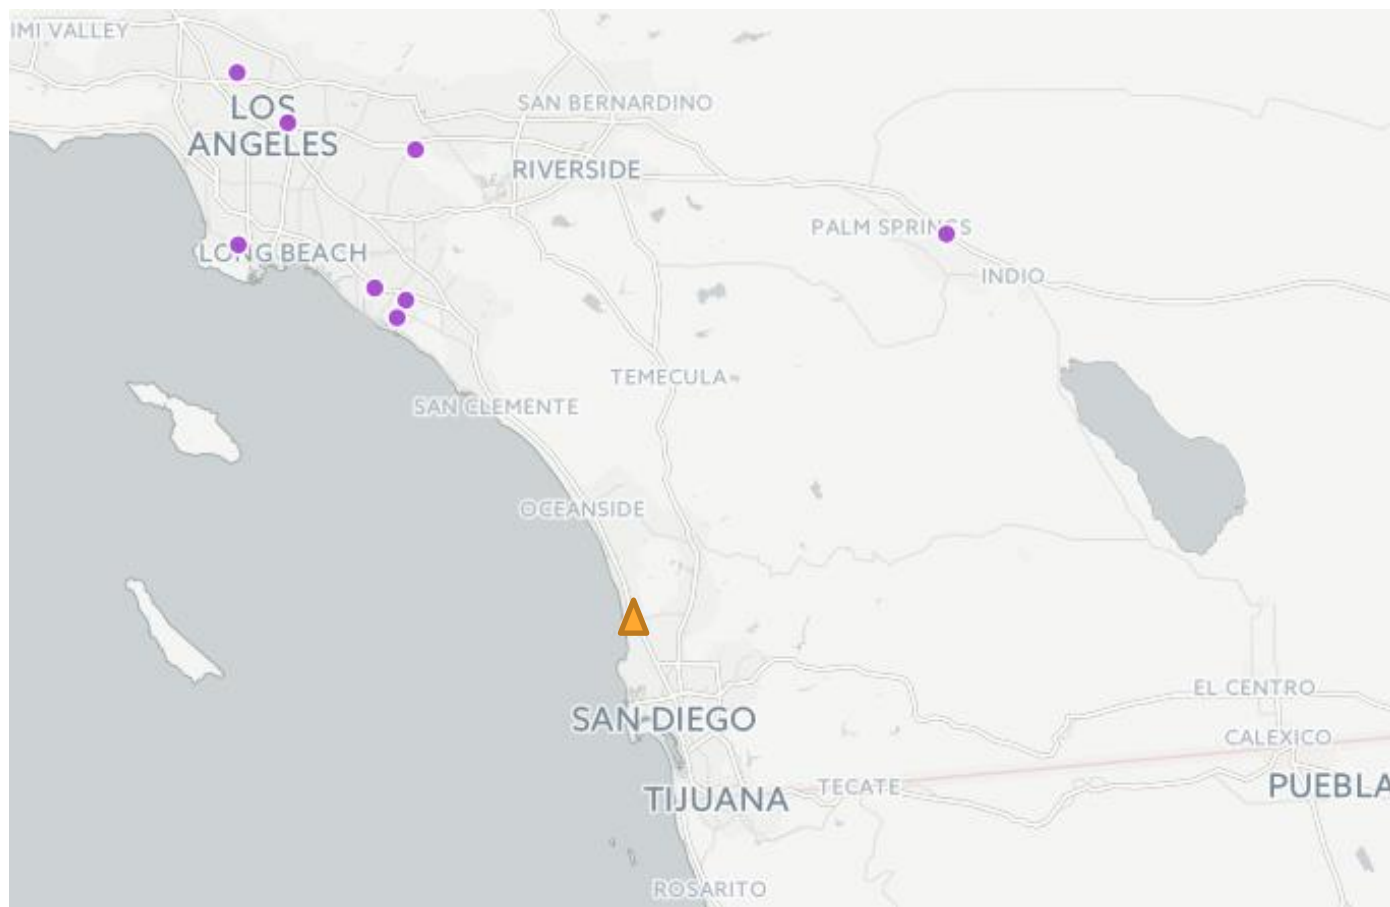 IMI VALLEY
LOS
ANGELES
SAN BERNARDINO
RIVERSIDE
PALM SPRINGS
LONG BEACH
INDIO
TEMECULA
SAN CLEMENTE
OCEANSIDE
EL CENTRO
SAN DIEGO
CALEXICO
TECATE
PUEBLA
TIJUANA
ROSARITO